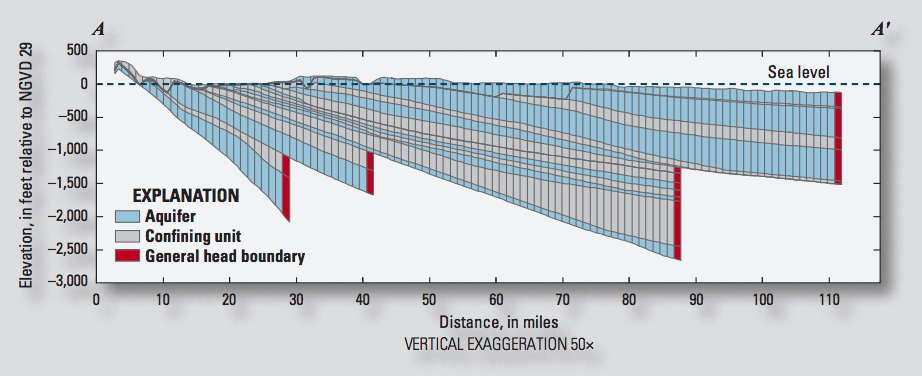 A
A'
Elevation, in feet relative to NGVD 29
500
0
–500
–1,000
–1,500
–2,000
–2,500
–3,000
Sea level
EXPLANATION
Aquifer
Confining unit
General head boundary
0 10 20 30 40 50 60 70 80 90 100 110
Distance, in miles
VERTICAL EXAGGERATION 50×